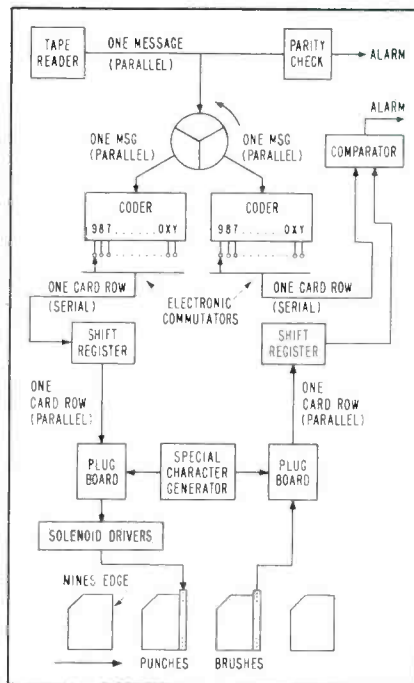 TAPE
READER
ONE MESSAGE
(PARALLEL)
PARITY
CHECK
ALARM
ALARM
COMPARATOR
ONE MSG
(PARALLEL)
ONE MSG
(PARALLEL)
CODER
987......OXY
CODER
987......OXY
ONE CARD ROW
(SERIAL)
ELECTRONIC
COMMUTATORS
ONE CARD ROW
(SERIAL)
SHIFT
REGISTER
SHIFT
REGISTER
ONE
CARD ROW
(PARALLEL)
ONE
CARD ROW
(PARALLEL)
PLUG
BOARD
SPECIAL
CHARACTER
GENERATOR
PLUG
BOARD
SOLENOID DRIVERS
NINES EDGE
PUNCHES
BRUSHES